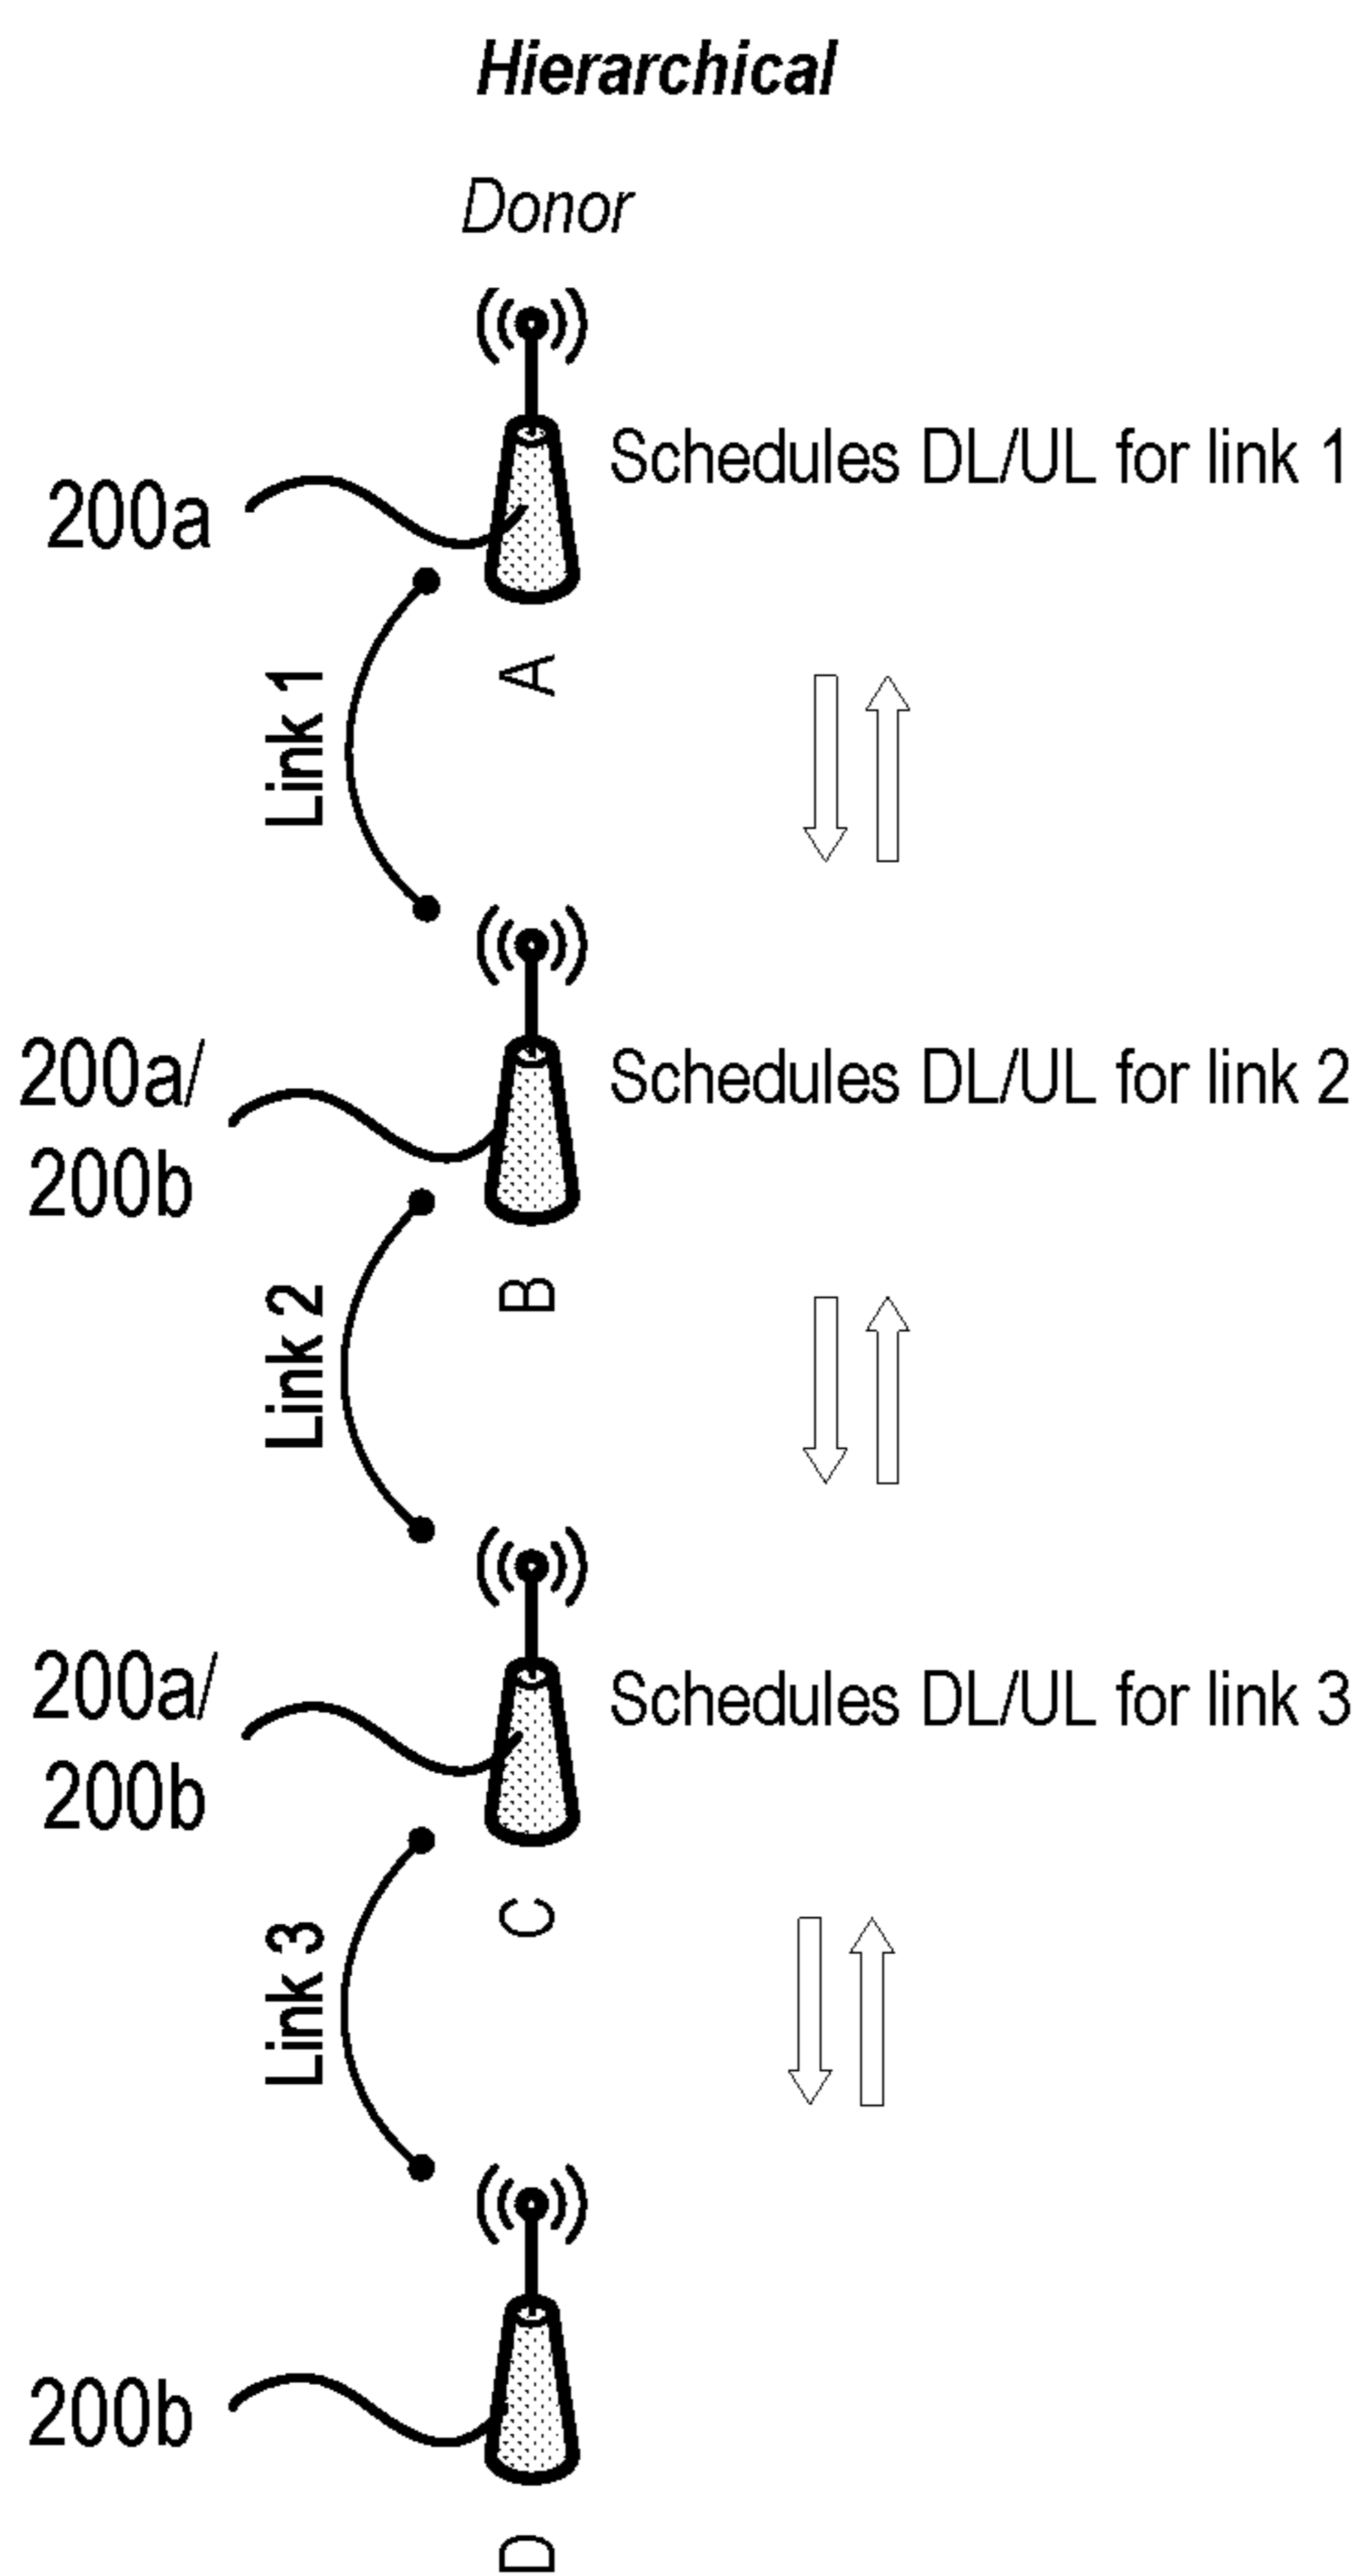 Hierarchical
Donor
Schedules DL/UL for link 1
200a
A
Link 1
200a/
200b
Schedules DL/UL for link 2
B
Link 2
200a/
200b
Schedules DL/UL for link 3
C
Link 3
200b
D